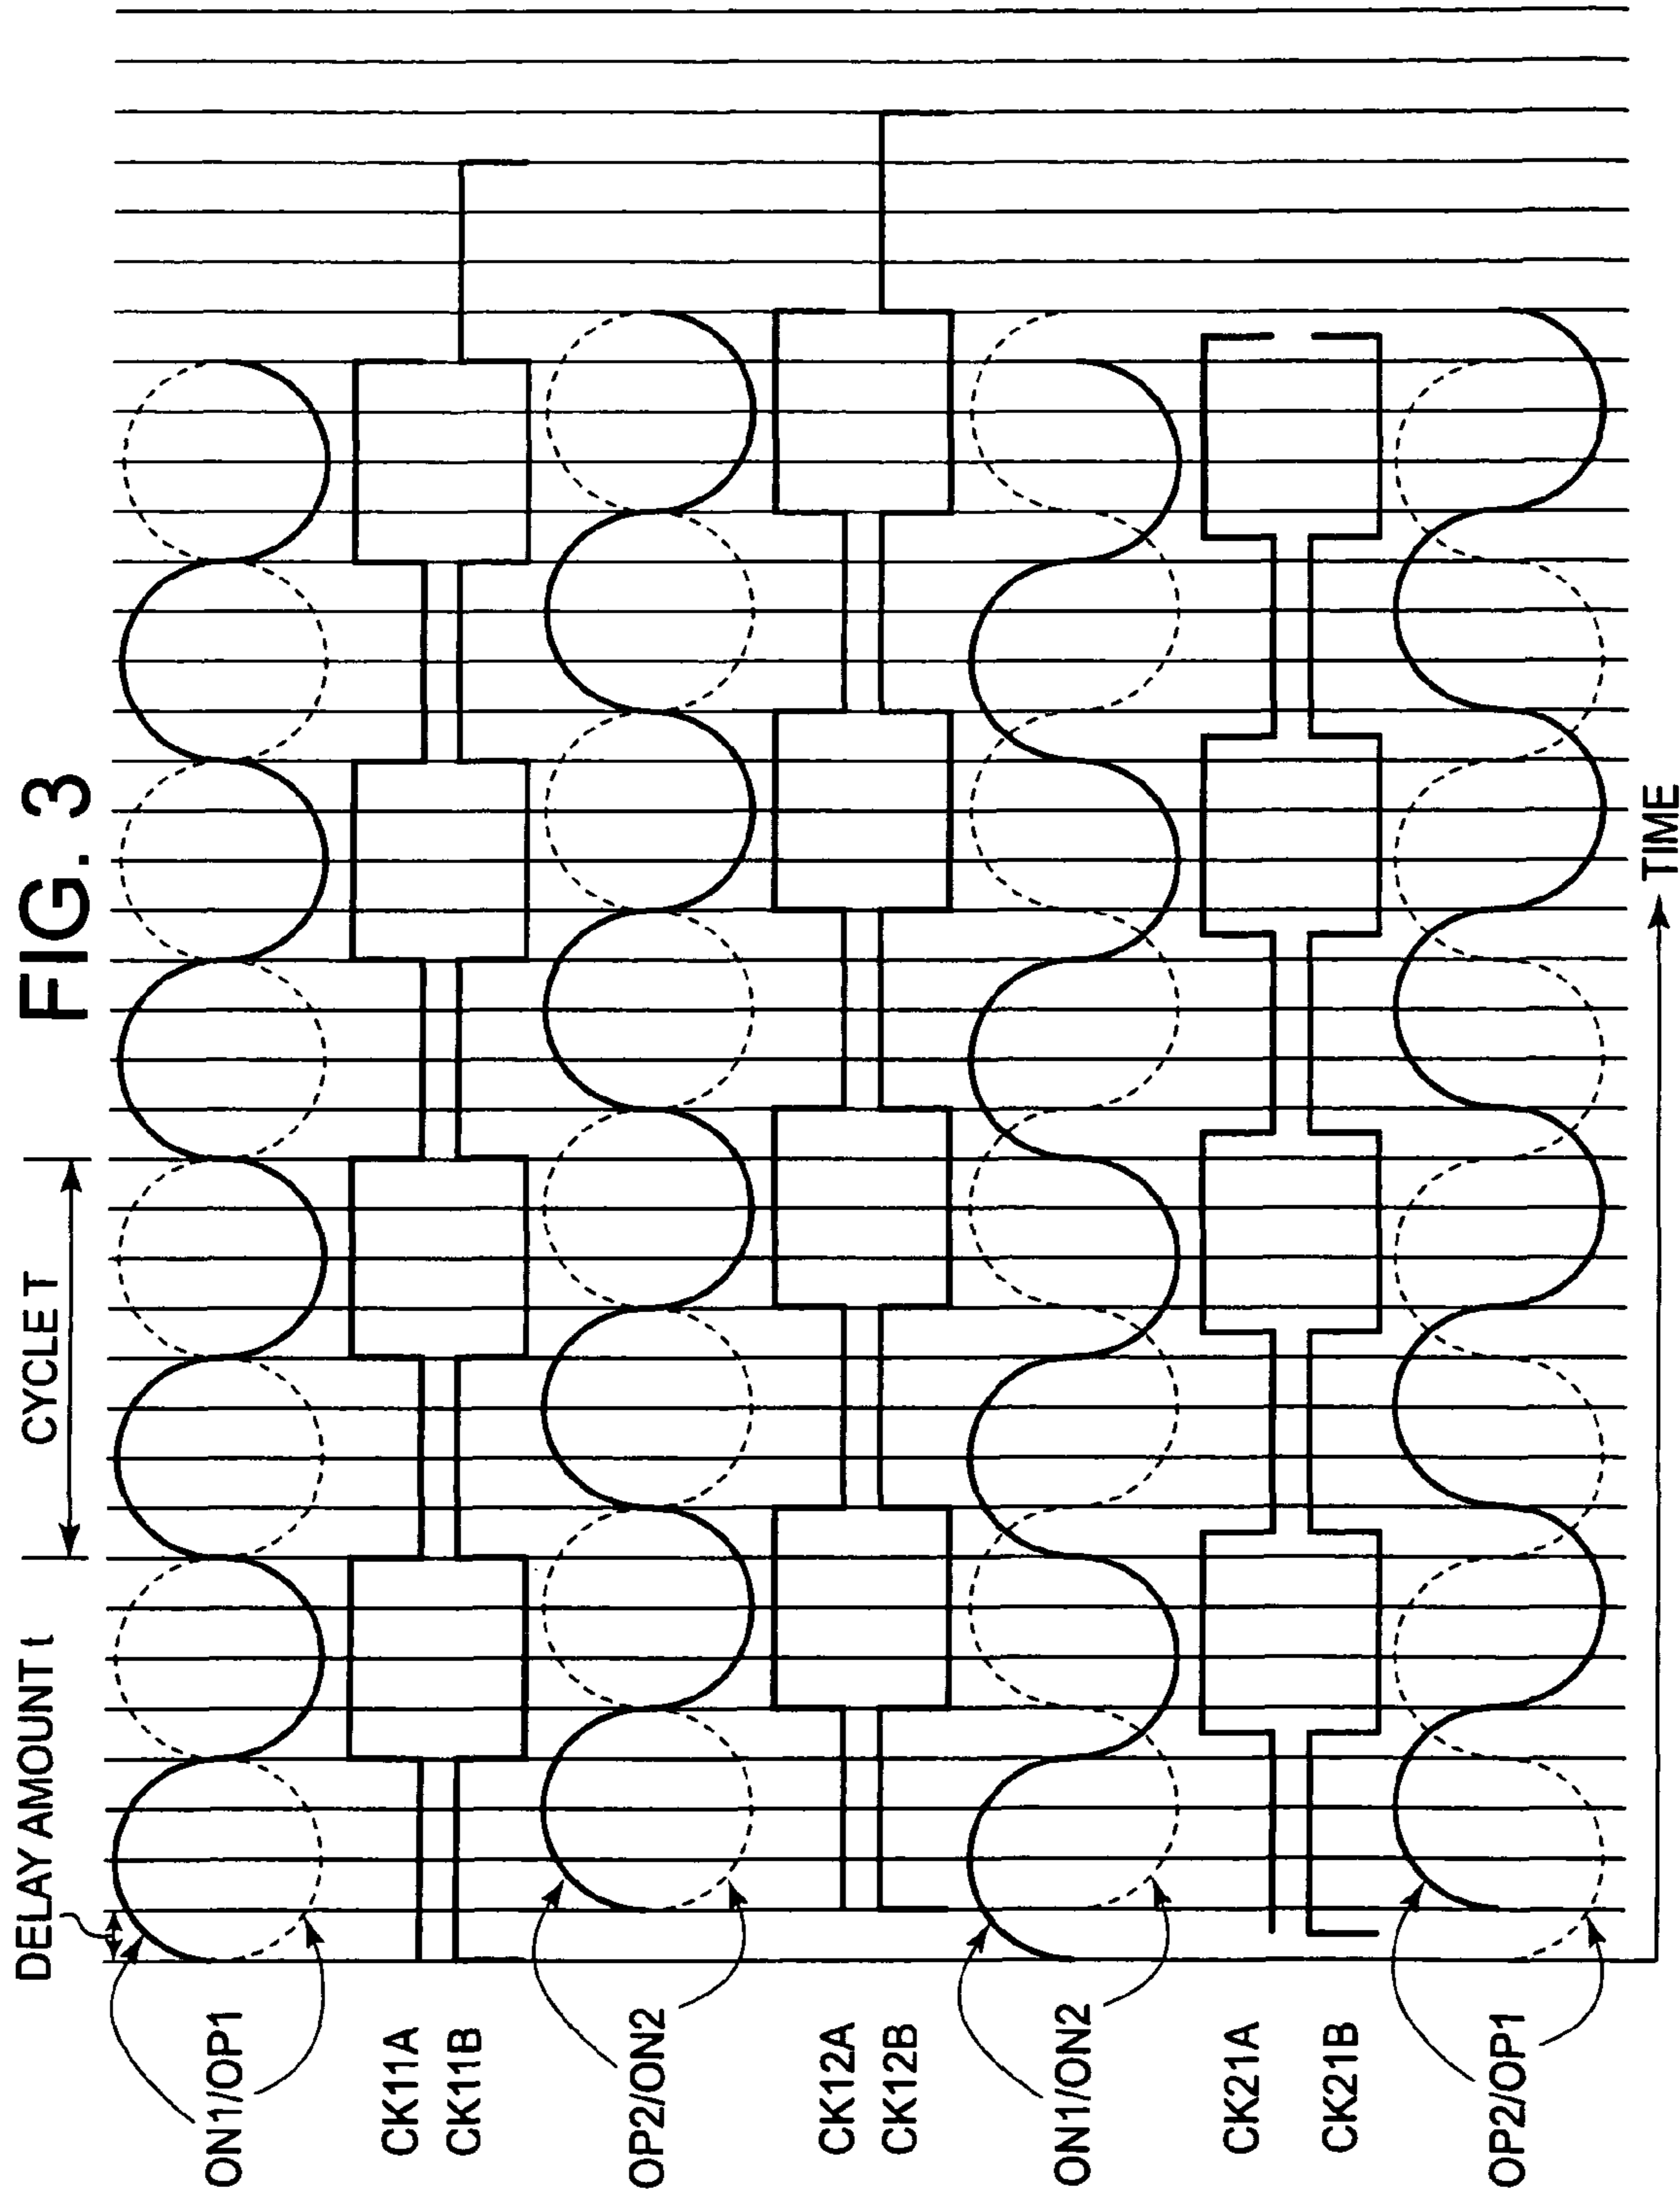 FIG. 3
DELAY AMOUNT t
CYCLE T
ON1/OP1
CK11A
CK11B
OP2/ON2
CK12A
CK12B
ON1/ON2
CK21A
CK21B
OP2/OP1
TIME